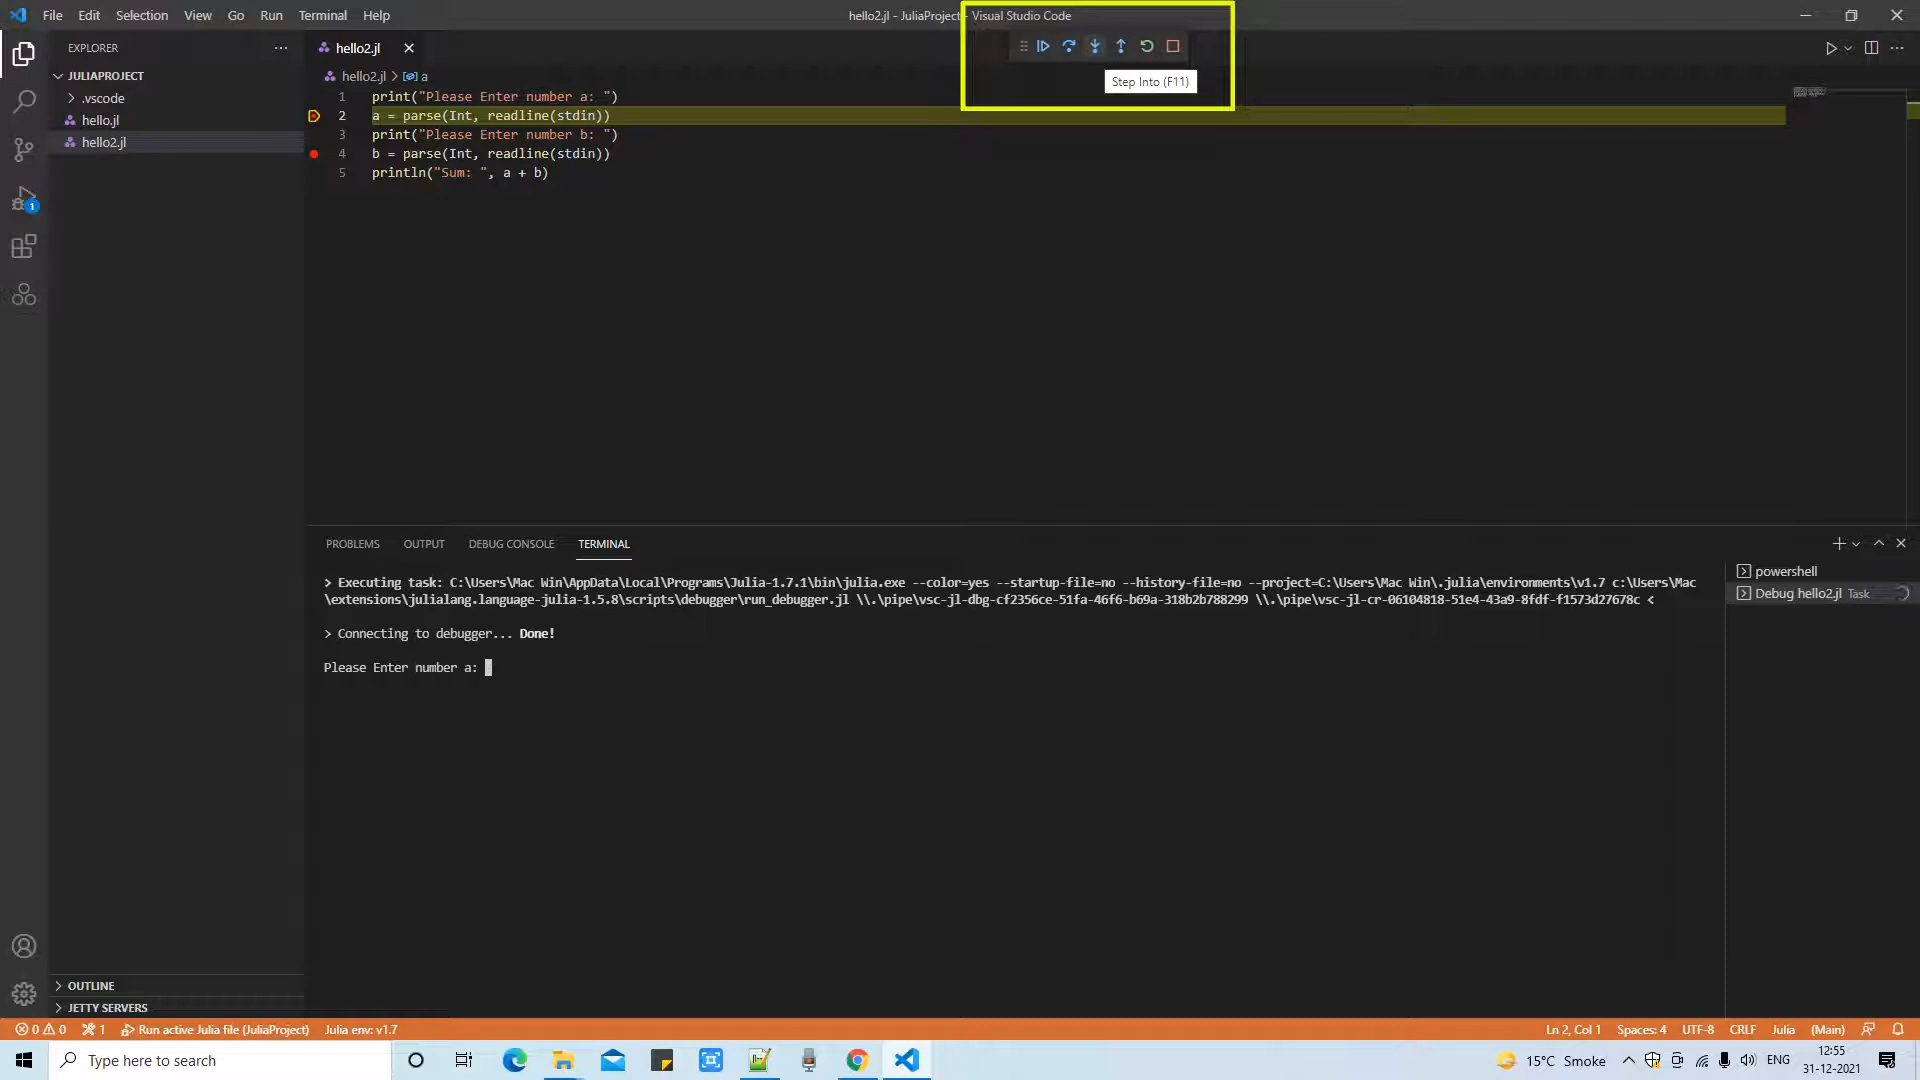 File Edit Selection View Go Run Terminal Help
hello2.jl - JuliaProject - Visual Studio Code
EXPLORER
hello2.jl
JULIAPROJECT
.vscode
hello.jl
hello2.jl
hello2.jl > a
Step Into (F11)
1 print("Please Enter number a: ")
2 a = parse(Int, readline(stdin))
3 print("Please Enter number b: ")
4 b = parse(Int, readline(stdin))
5 println("Sum: ", a + b)
1
PROBLEMS OUTPUT DEBUG CONSOLE TERMINAL
> Executing task: C:\Users\Mac Win\AppData\Local\Programs\Julia-1.7.1\bin\julia.exe --color=yes --startup-file=no --history-file=no --project=C:\Users\Mac Win\.julia\environments\v1.7 c:\Users\Mac
\extensions\julialang.language-julia-1.5.8\scripts\debugger\run_debugger.jl \\.\pipe\vsc-jl-dbg-cf2356ce-51fa-46f6-b69a-318b2b788299 \\.\pipe\vsc-jl-cr-06104818-51e4-43a9-8fdf-f1573d27678c <
> Connecting to debugger... Done!
Please Enter number a:
powershell
Debug hello2.jl Task
OUTLINE
JETTY SERVERS
0 0 1 Run active Julia file (JuliaProject) Julia env: v1.7
Ln 2, Col 1 Spaces: 4 UTF-8 CRLF Julia (Main)
Type here to search
15°C Smoke
ENG
12:55
31-12-2021